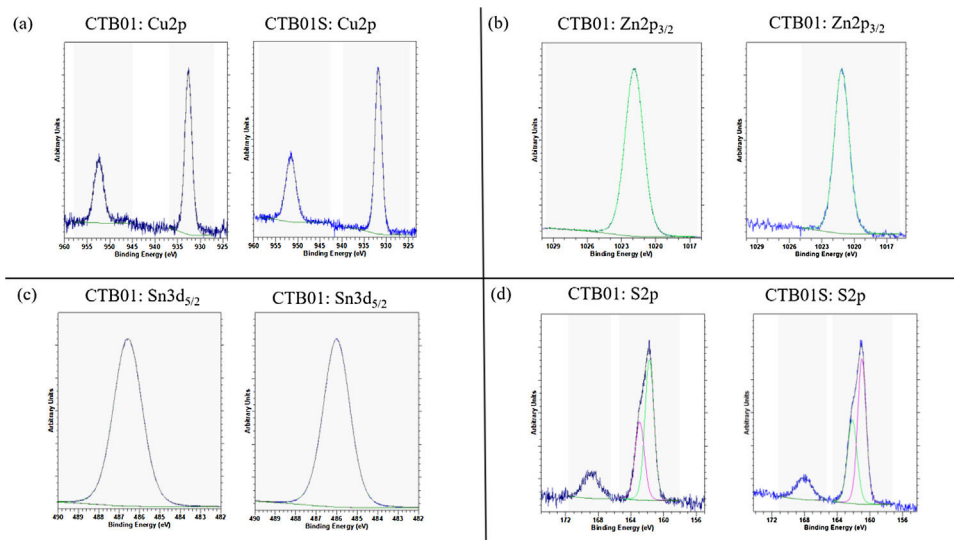 (a)
CTB01: Cu2p
CTB01S: Cu2p
Arbitrary Units
960 955 950 945 940 935 930 925
Binding Energy (eV)
Arbitrary Units
960 955 950 945 940 935 930 925
Binding Energy (eV)
(b)
CTB01: Zn2p3/2
CTB01: Zn2p3/2
Arbitrary Units
1029 1026 1023 1020 1017
Binding Energy (eV)
Arbitrary Units
1029 1026 1023 1020 1017
Binding Energy (eV)
(c)
CTB01: Sn3d5/2
CTB01: Sn3d5/2
Arbitrary Units
490 489 488 487 486 485 484 483 482
Binding Energy (eV)
Arbitrary Units
490 489 488 487 486 485 484 483 482
Binding Energy (eV)
(d)
CTB01: S2p
CTB01S: S2p
Arbitrary Units
172 168 164 160 156
Binding Energy (eV)
Arbitrary Units
172 168 164 160 156
Binding Energy (eV)